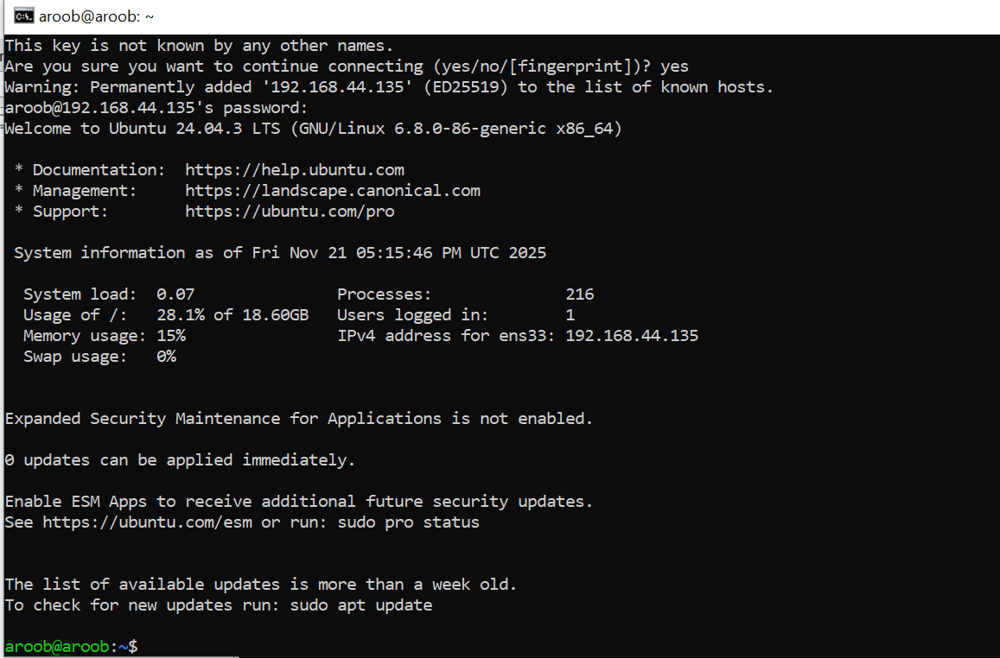 aroob@aroob: ~
This key is not known by any other names.
Are you sure you want to continue connecting (yes/no/[fingerprint])? yes
Warning: Permanently added '192.168.44.135' (ED25519) to the list of known hosts.
aroob@192.168.44.135's password:
Welcome to Ubuntu 24.04.3 LTS (GNU/Linux 6.8.0-86-generic x86_64)
* Documentation: https://help.ubuntu.com
* Management: https://landscape.canonical.com
* Support: https://ubuntu.com/pro
System information as of Fri Nov 21 05:15:46 PM UTC 2025
System load: 0.07 Processes: 216
Usage of /: 28.1% of 18.60GB Users logged in: 1
Memory usage: 15% IPv4 address for ens33: 192.168.44.135
Swap usage: 0%
Expanded Security Maintenance for Applications is not enabled.
0 updates can be applied immediately.
Enable ESM Apps to receive additional future security updates.
See https://ubuntu.com/esm or run: sudo pro status
The list of available updates is more than a week old.
To check for new updates run: sudo apt update
aroob@aroob:~$